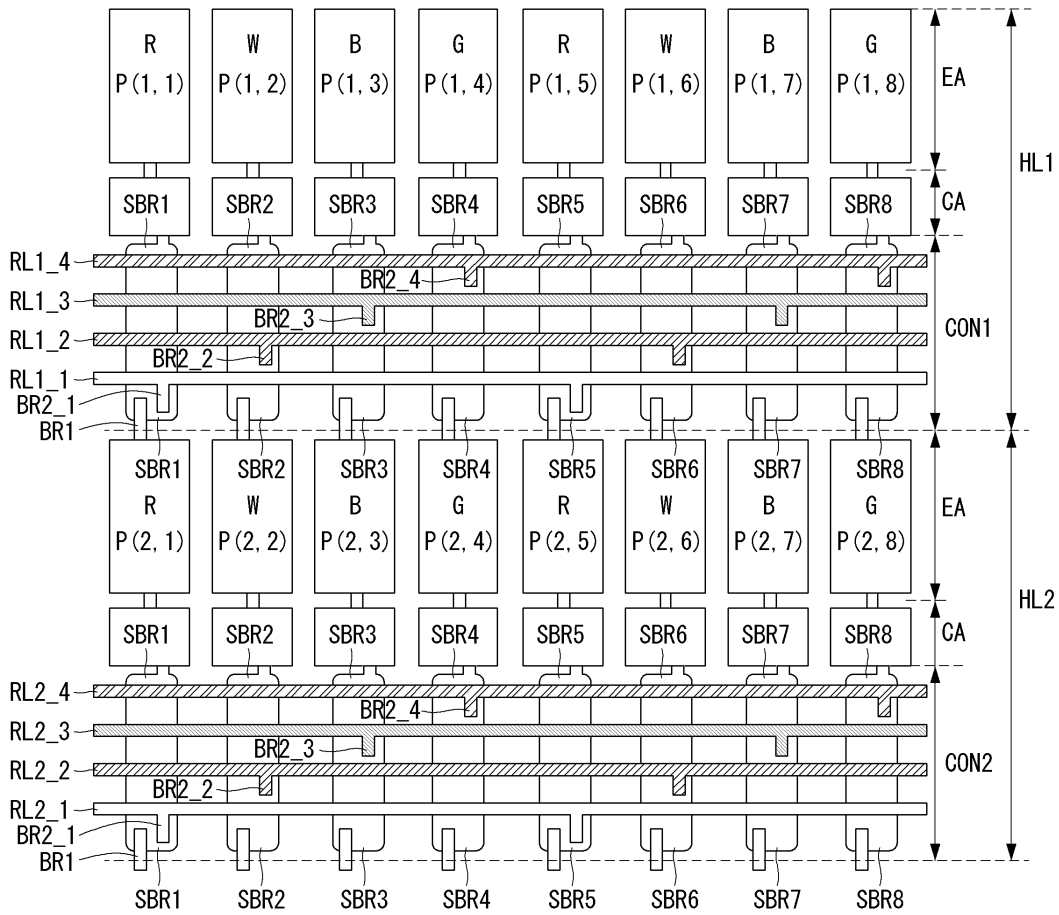 R W B G R W B G
P(1, 1) P(1, 2) P(1, 3) P(1, 4) P(1, 5) P(1, 6) P(1, 7) P(1, 8)
EA
HL1
SBR1 SBR2 SBR3 SBR4 SBR5 SBR6 SBR7 SBR8
CA
RL1_4
BR2_4
RL1_3
BR2_3
RL1_2
BR2_2
CON1
RL1_1
BR2_1
BR1
SBR1 SBR2 SBR3 SBR4 SBR5 SBR6 SBR7 SBR8
R W B G R W B G
P(2, 1) P(2, 2) P(2, 3) P(2, 4) P(2, 5) P(2, 6) P(2, 7) P(2, 8)
EA
HL2
SBR1 SBR2 SBR3 SBR4 SBR5 SBR6 SBR7 SBR8
CA
RL2_4
BR2_4
RL2_3
BR2_3
RL2_2
BR2_2
CON2
RL2_1
BR2_1
BR1
SBR1 SBR2 SBR3 SBR4 SBR5 SBR6 SBR7 SBR8